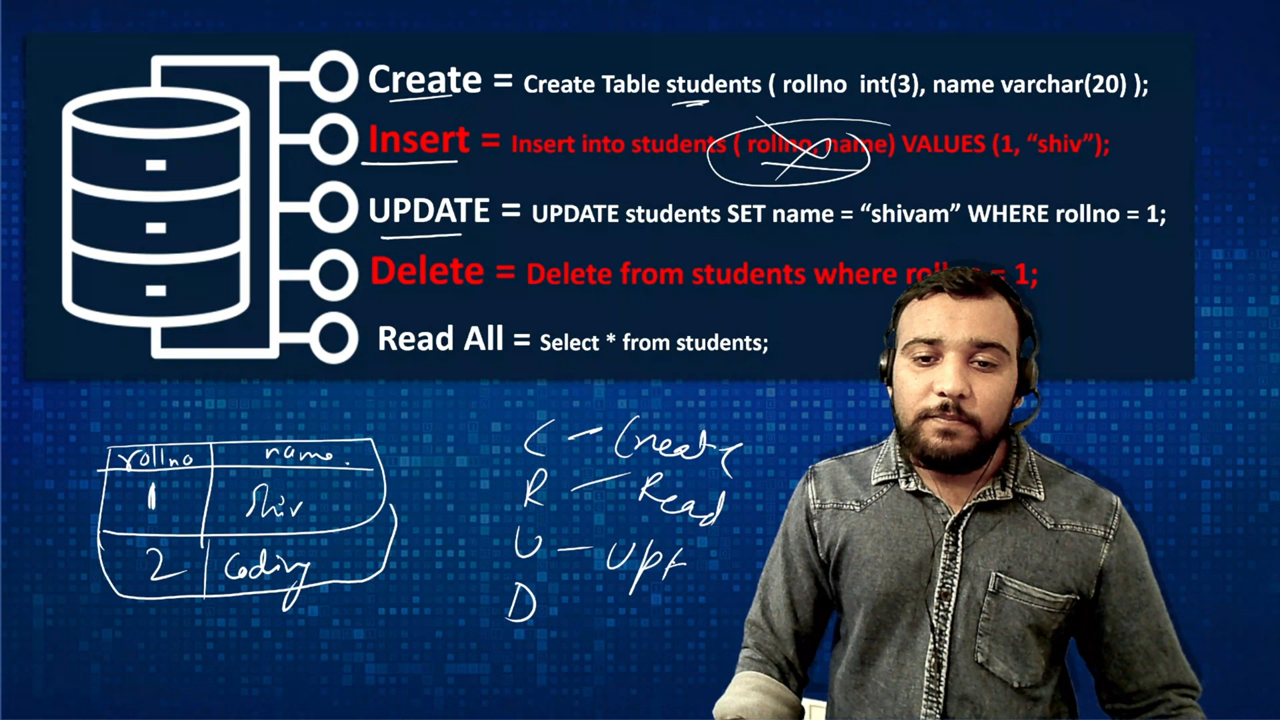 Create = Create Table students ( rollno int(3), name varchar(20) );
Insert = Insert into students ( rollno, name) VALUES (1, “shiv”);
UPDATE = UPDATE students SET name = “shivam” WHERE rollno = 1;
Delete = Delete from students where rollno = 1;
Read All = Select * from students;
rollno name.
1 Shiv
2 Coding
C - Create
R - Read
U - Upt
D